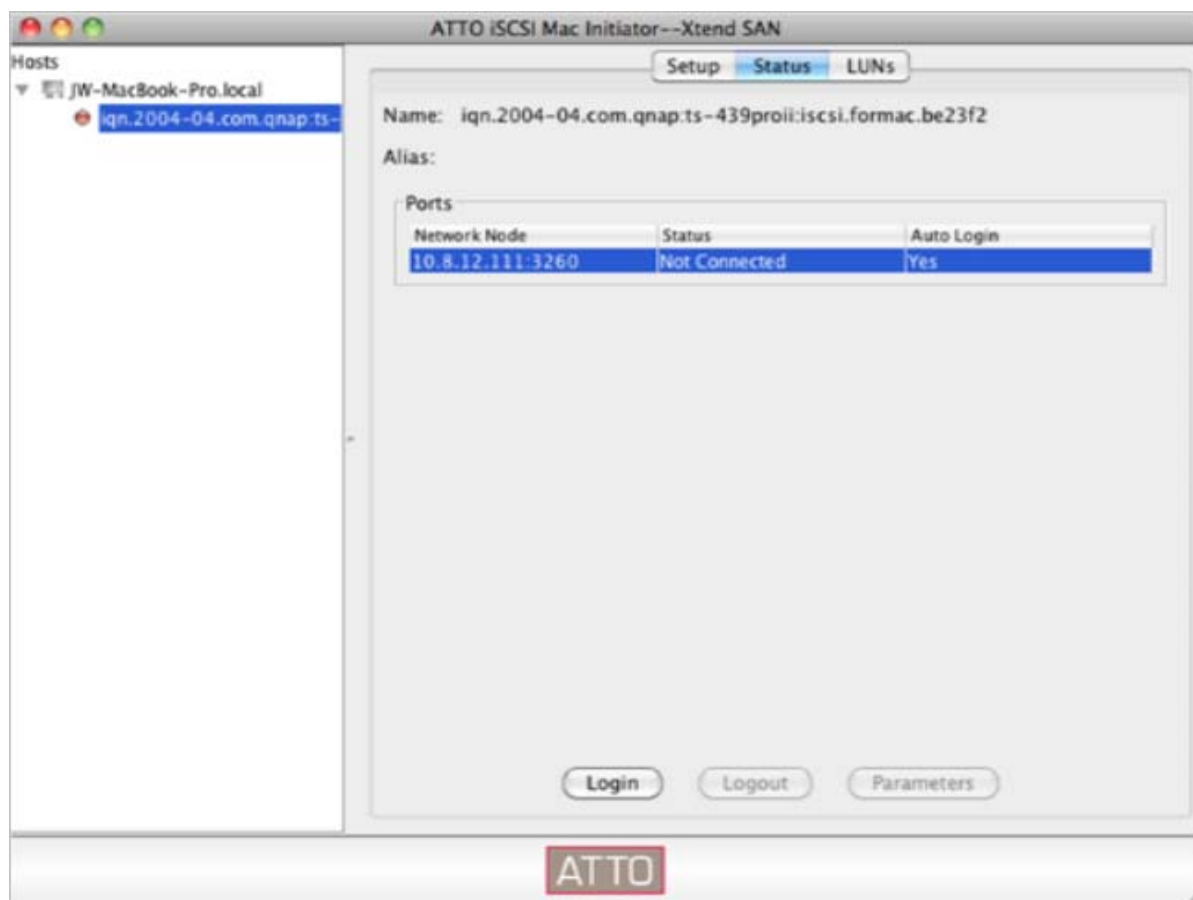 ATTO iSCSI Mac Initiator--Xtend SAN
Hosts
JW-MacBook-Pro.local
iqn.2004-04.com.qnap:ts-
Setup Status LUNs
Name: iqn.2004-04.com.qnap:ts-439proii:iscsi.formac.be23f2
Alias:
Ports
Network Node Status Auto Login
10.8.12.111:3260 Not Connected Yes
Login Logout Parameters
ATTO